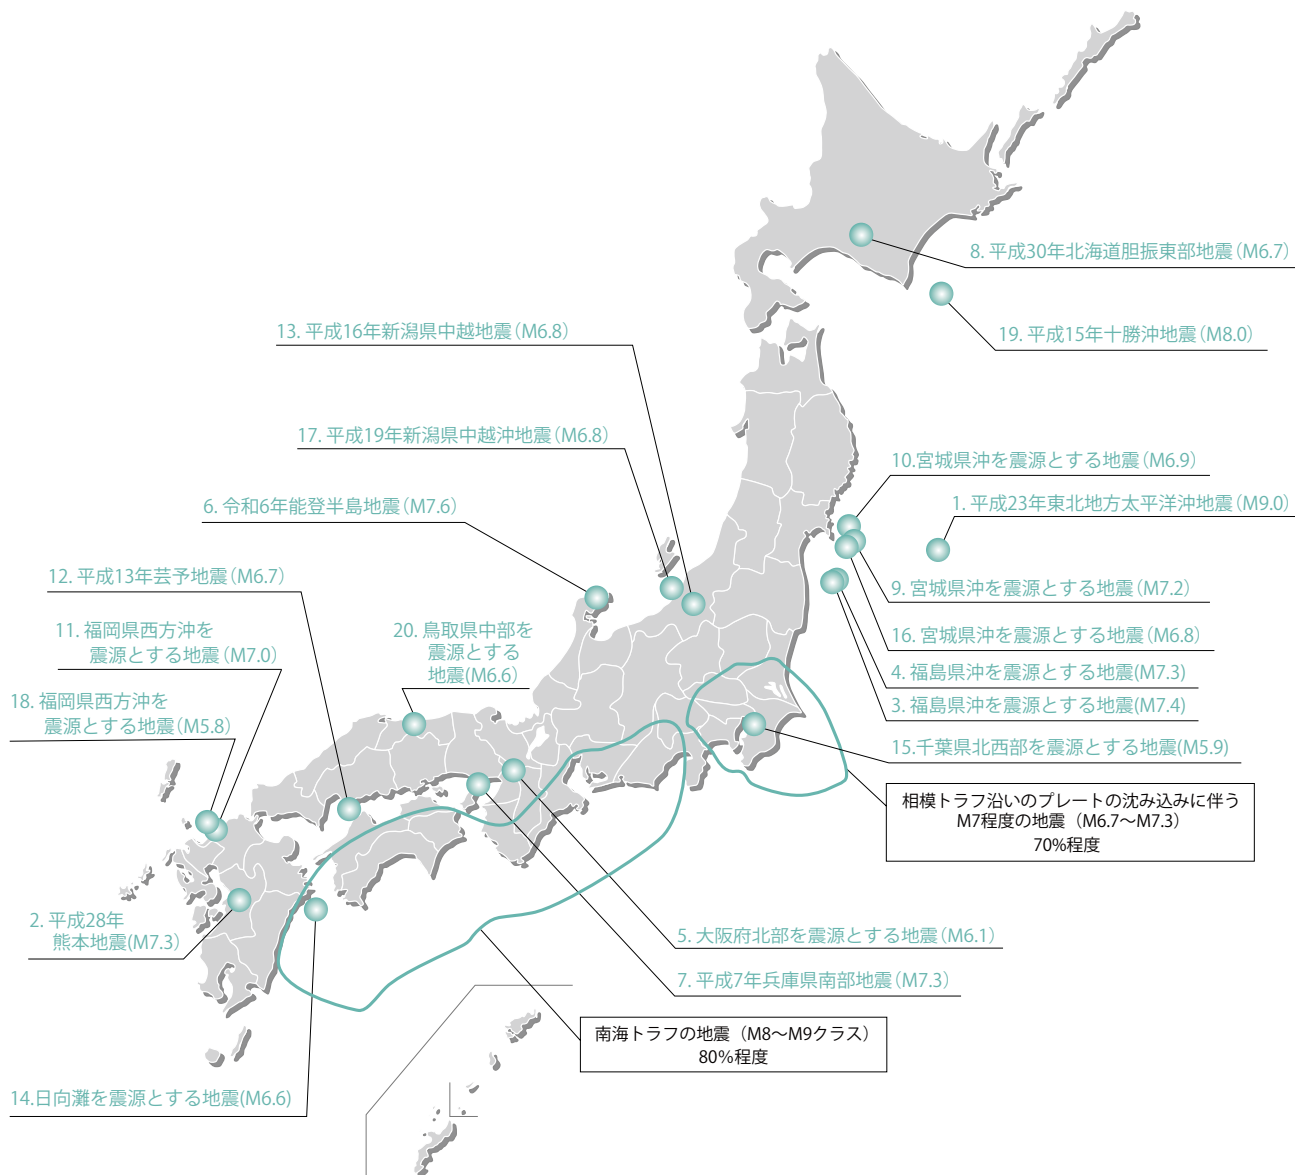 8. 平成30年北海道胆振東部地震(M6.7)
13. 平成16年新潟県中越地震(M6.8)
19. 平成15年十勝沖地震(M8.0)
17. 平成19年新潟県中越沖地震(M6.8)
10.宮城県沖を震源とする地震(M6.9)
6. 令和6年能登半島地震(M7.6)
1. 平成23年東北地方太平洋沖地震(M9.0)
12. 平成13年芸予地震(M6.7)
9. 宮城県沖を震源とする地震(M7.2)
11. 福岡県西方沖を
震源とする地震(M7.0)
20. 鳥取県中部を
震源とする
地震(M6.6)
16. 宮城県沖を震源とする地震(M6.8)
4. 福島県沖を震源とする地震(M7.3)
18. 福岡県西方沖を
震源とする地震(M5.8)
3. 福島県沖を震源とする地震(M7.4)
15.千葉県北西部を震源とする地震(M5.9)
相模トラフ沿いのプレートの沈み込みに伴う
M7程度の地震(M6.7〜M7.3)
70%程度
2. 平成28年
熊本地震(M7.3)
5. 大阪府北部を震源とする地震(M6.1)
7. 平成7年兵庫県南部地震(M7.3)
南海トラフの地震(M8〜M9クラス)
80%程度
14.日向灘を震源とする地震(M6.6)